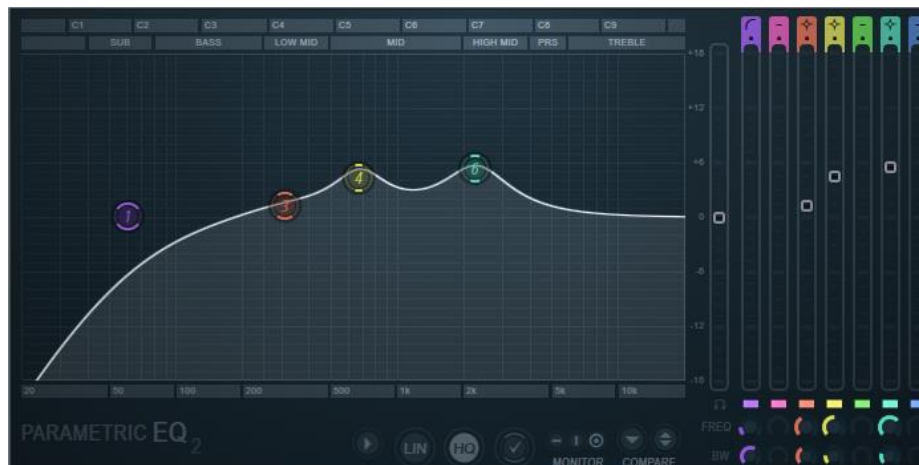 C1 C2 C3 C4 C5 C6 C7 C8 C9
SUB BASS LOW MID MID HIGH MID PRS TREBLE
+18
+12
+6
0
-6
-12
-18
1 3 4 6
20 50 100 200 500 1k 2k 5k 10k
PARAMETRIC EQ 2
LIN HQ
MONITOR COMPARE
FREQ
BW